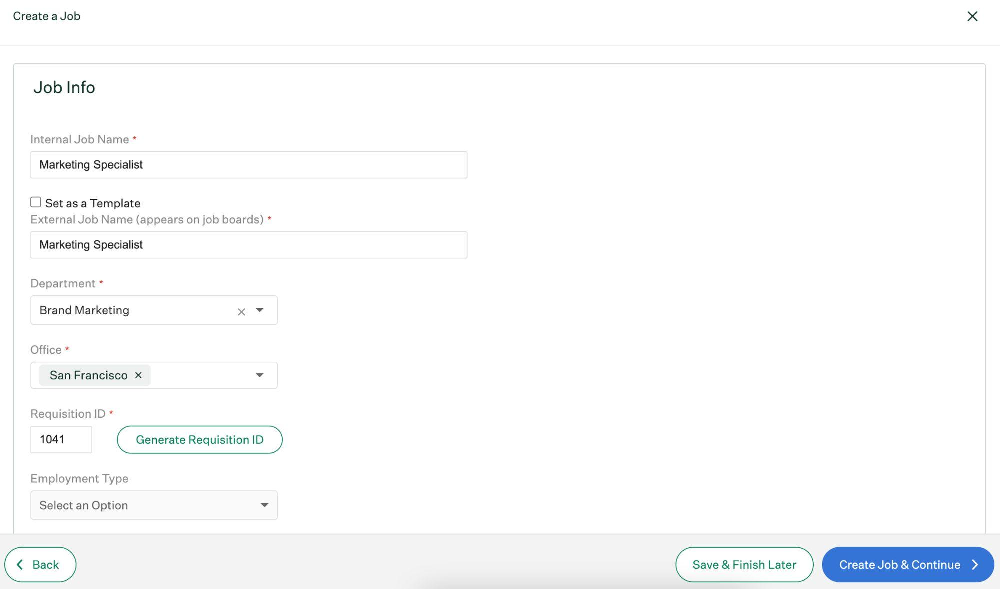 Create a Job
Job Info
Internal Job Name *
Marketing Specialist
Set as a Template
External Job Name (appears on job boards) *
Marketing Specialist
Department *
Brand Marketing
Office *
San Francisco
Requisition ID *
1041
Generate Requisition ID
Employment Type
Select an Option
Back
Save & Finish Later
Create Job & Continue